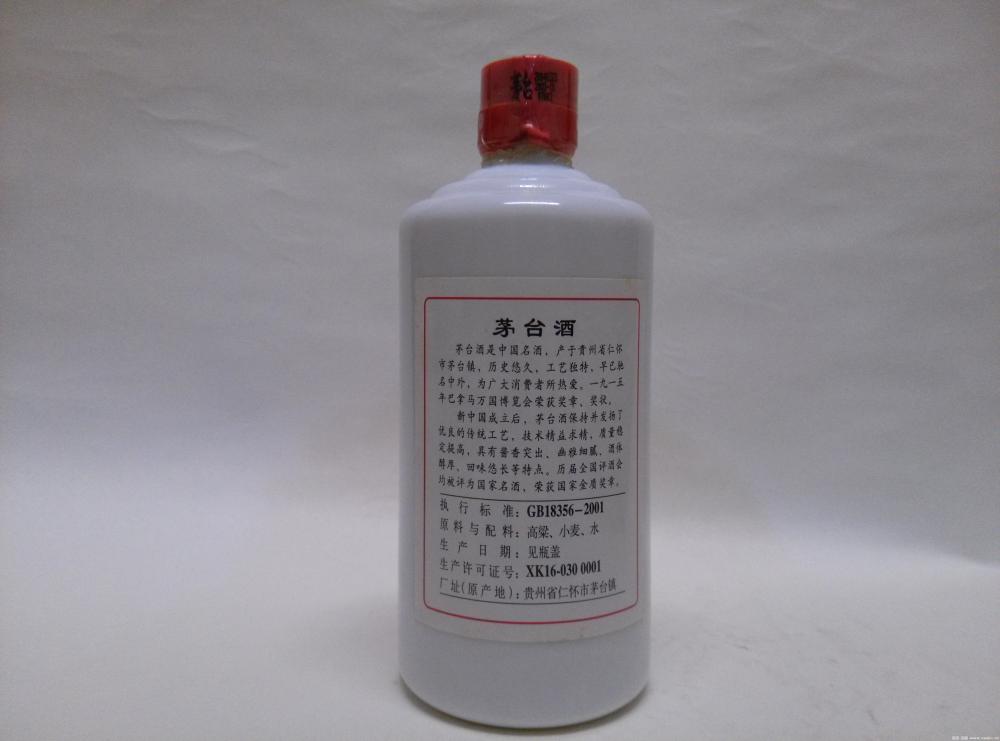 茅台
茅台酒
茅台酒是中国名酒，产于贵州省仁怀
市茅台镇，历史悠久，工艺独特，早已驰
名中外，为广大消费者所热爱。一九一五
年巴拿马万国博览会荣获奖章、奖状。
新中国成立后，茅台酒保持并发扬了
优良的传统工艺，技术精益求精，质量稳
定提高，具有酱香突出、幽雅细腻、酒体
醇厚、回味悠长等特点。历届全国评酒会
均被评为国家名酒，荣获国家金质奖章。
执行标准：GB18356-2001
原料与配料：高粱、小麦、水
生产日期：见瓶盖
生产许可证号：XK16-030 0001
厂址(原产地)：贵州省仁怀市茅台镇